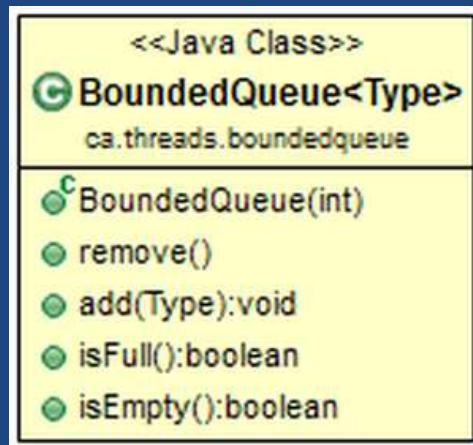 <<Java Class>>
C BoundedQueue<Type>
ca.threads.boundedqueue
C BoundedQueue(int)
remove()
add(Type):void
isFull():boolean
isEmpty():boolean